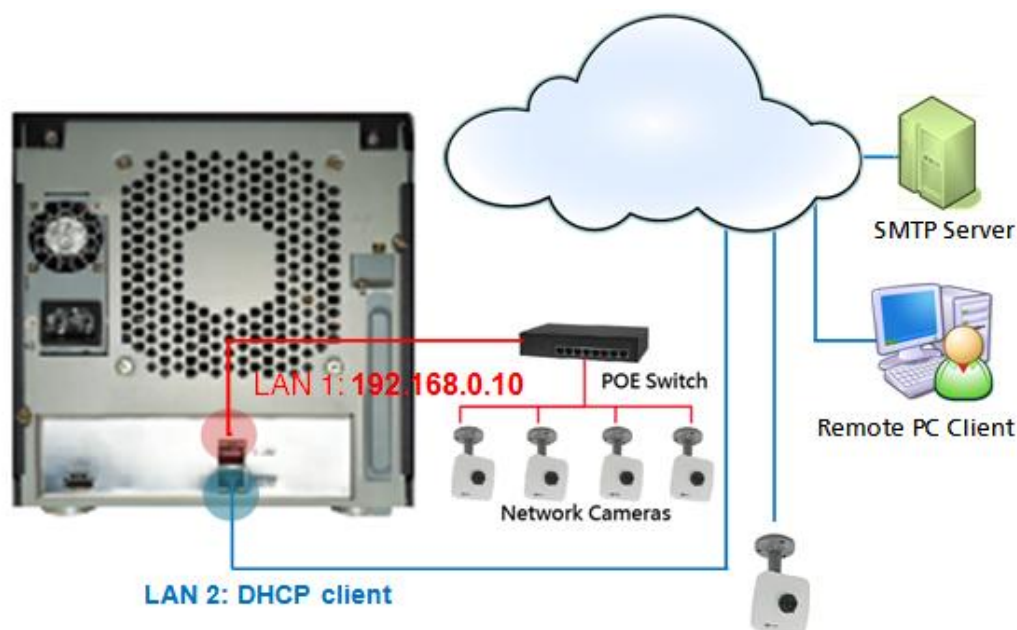 SMTP Server
LAN 1: 192.168.0.10
POE Switch
Remote PC Client
Network Cameras
LAN 2: DHCP client